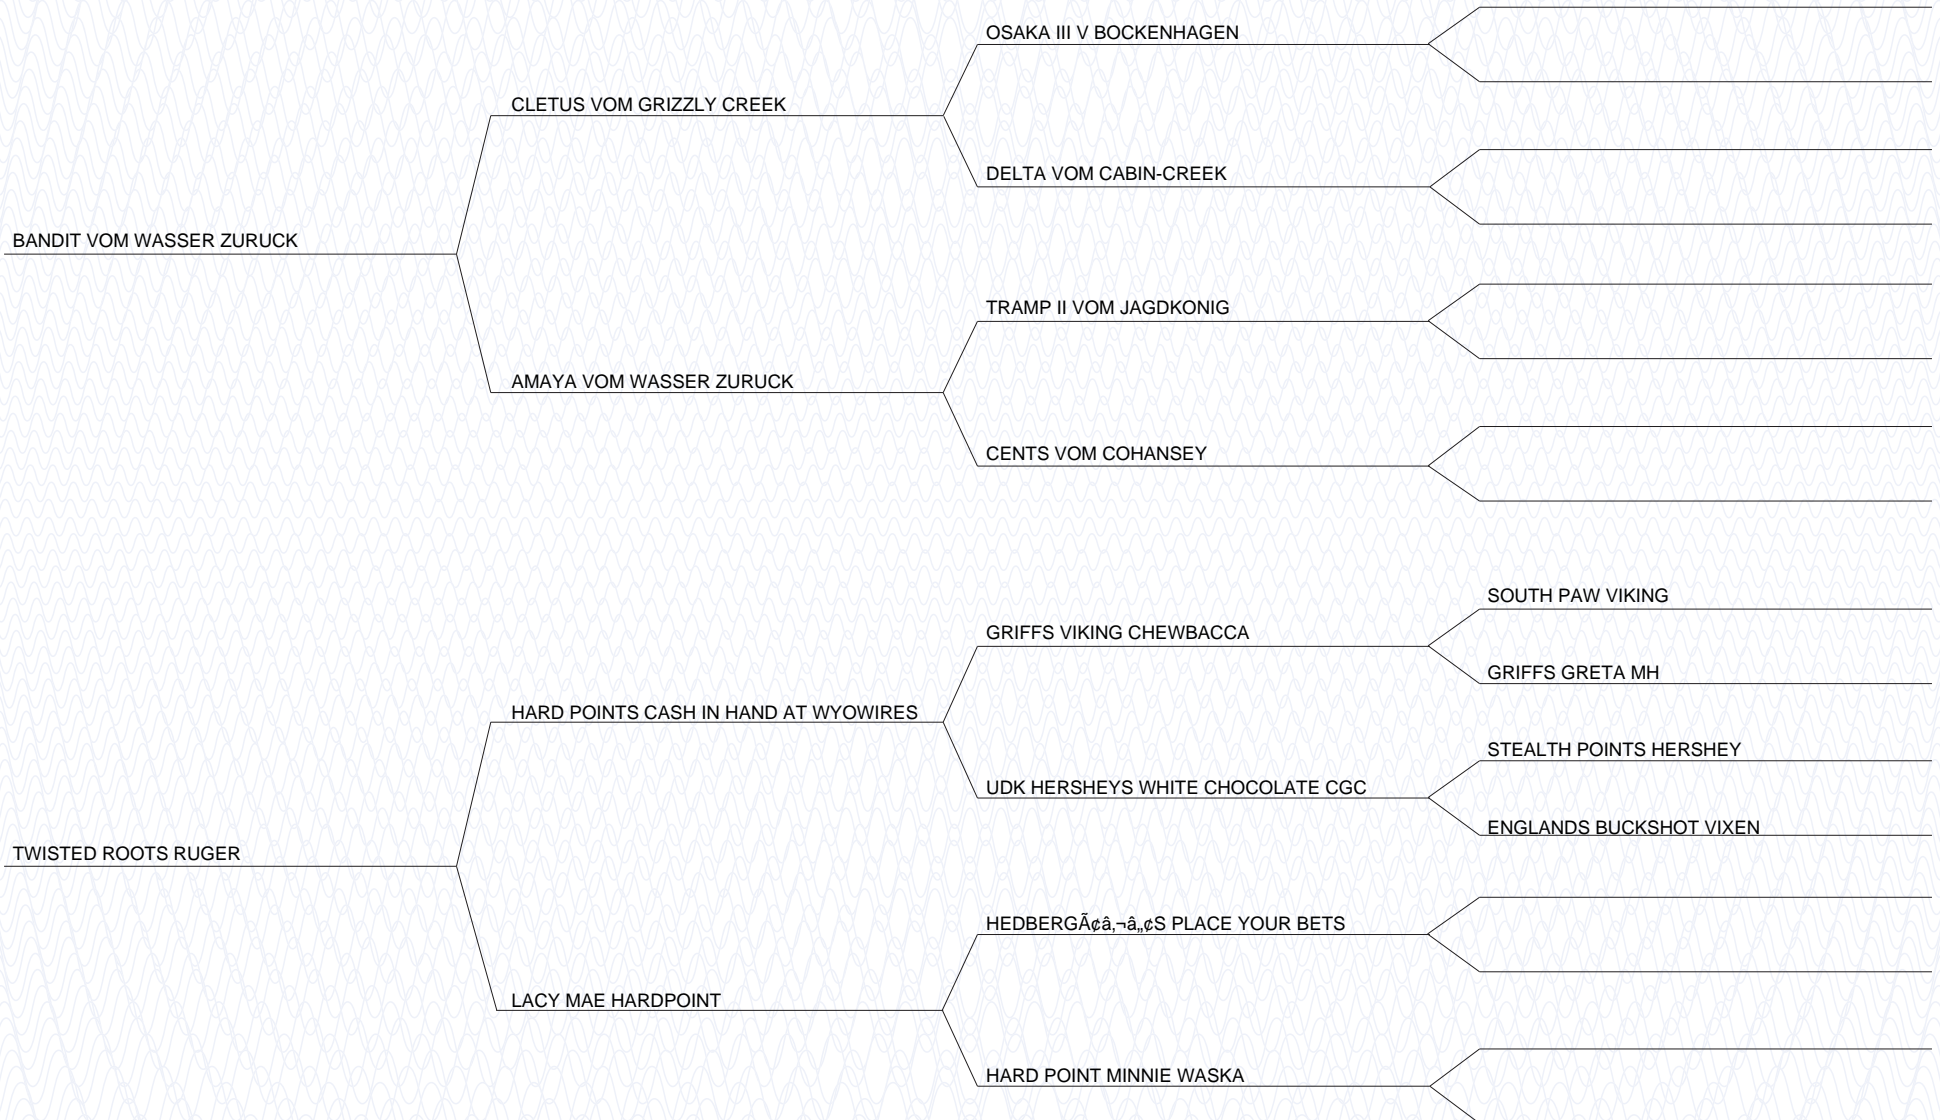 OSAKA III V BOCKENHAGEN
CLETUS VOM GRIZZLY CREEK
DELTA VOM CABIN-CREEK
BANDIT VOM WASSER ZURUCK
TRAMP II VOM JAGDKONIG
AMAYA VOM WASSER ZURUCK
CENTS VOM COHANSEY
SOUTH PAW VIKING
GRIFFS VIKING CHEWBACCA
GRIFFS GRETA MH
HARD POINTS CASH IN HAND AT WYOWIRES
STEALTH POINTS HERSHEY
UDK HERSHEYS WHITE CHOCOLATE CGC
ENGLANDS BUCKSHOT VIXEN
TWISTED ROOTS RUGER
HEDBERGÃ¢â‚¬â„¢S PLACE YOUR BETS
LACY MAE HARDPOINT
HARD POINT MINNIE WASKA